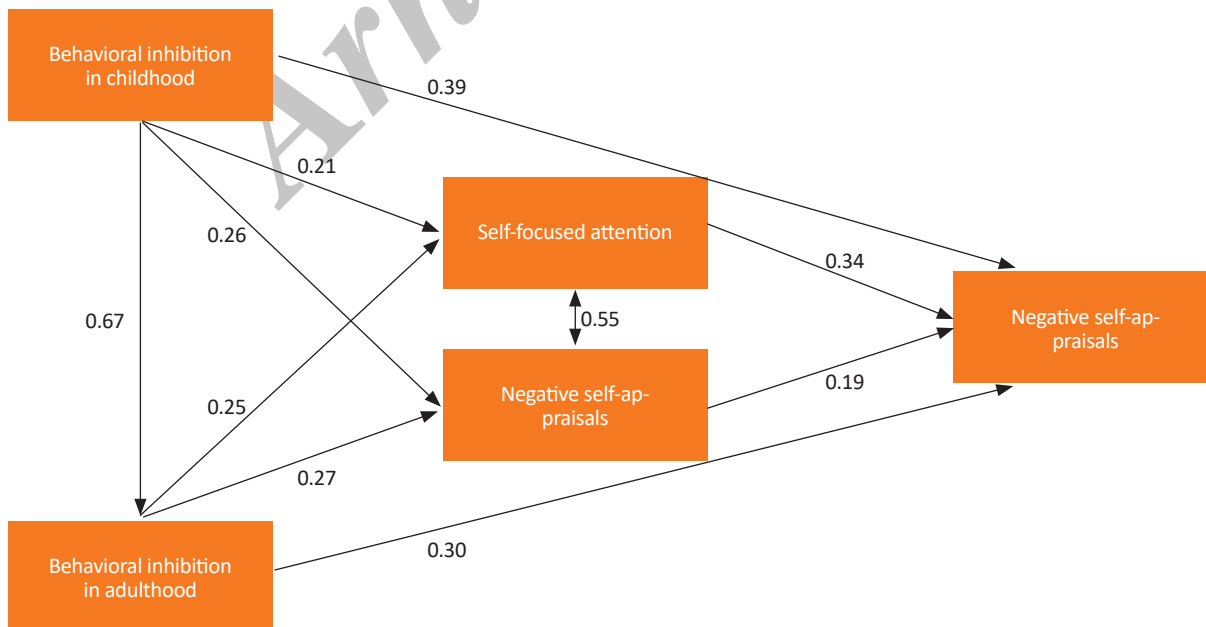 Behavioral inhibition
in childhood
0.39
0.21
Self-focused attention
0.26
0.34
Negative self-ap-
praisals
0.67
0.55
Negative self-ap-
praisals
0.19
0.25
0.27
Behavioral inhibition
in adulthood
0.30